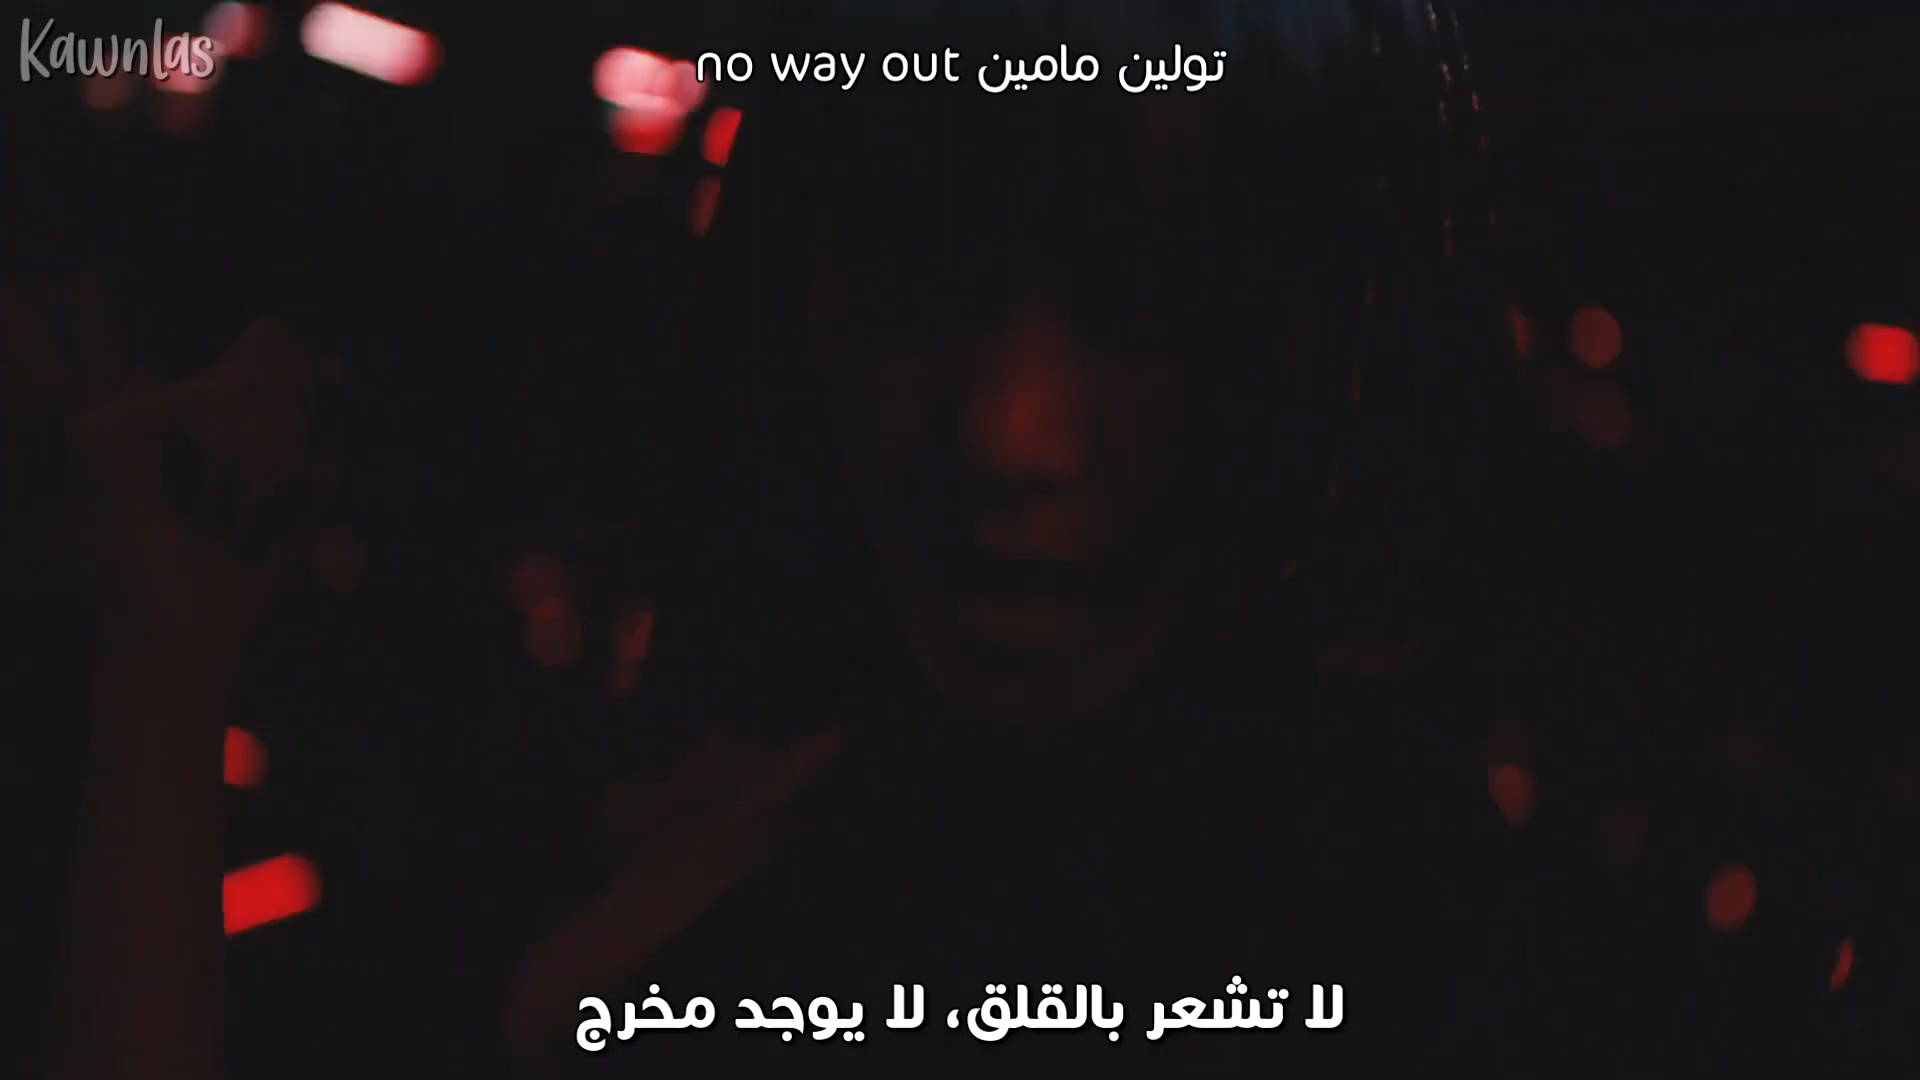 Kawnlas
تولين مامين no way out
لا تشعر بالقلق، لا يوجد مخرج